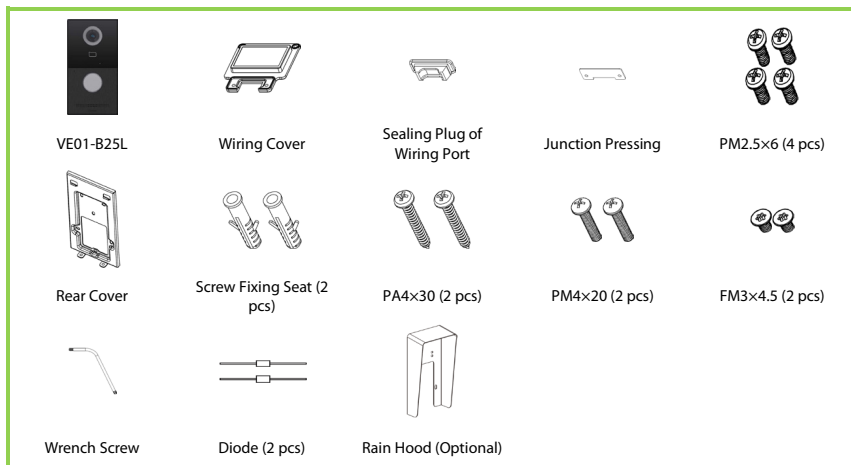 VE01-B25L
Wiring Cover
Sealing Plug of
Wiring Port
Junction Pressing
PM2.5×6 (4 pcs)
Rear Cover
Screw Fixing Seat (2
pcs)
PA4×30 (2 pcs)
PM4×20 (2 pcs)
FM3×4.5 (2 pcs)
Wrench Screw
Diode (2 pcs)
Rain Hood (Optional)